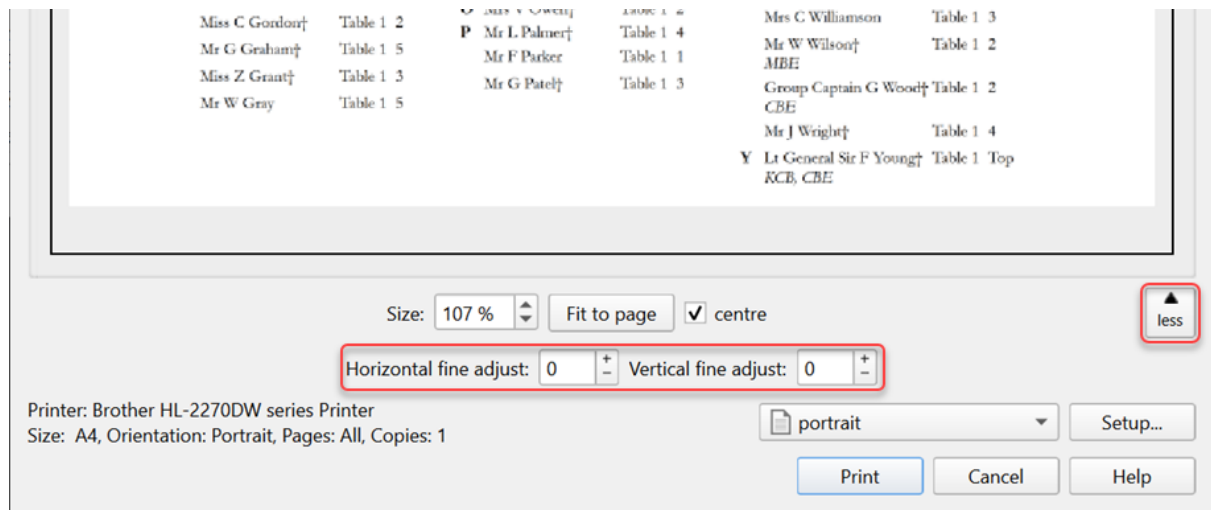 Miss C Gordon† Table 1 2
Mr G Graham† Table 1 5
Miss Z Grant† Table 1 3
Mr W Gray Table 1 5
O Mrs V Owen† Table 1 2
P Mr L Palmer† Table 1 4
Mr F Parker Table 1 1
Mr G Patel† Table 1 3
Mrs C Williamson Table 1 3
Mr W Wilson† Table 1 2
MBE
Group Captain G Wood† Table 1 2
CBE
Mr J Wright† Table 1 4
Y Lt General Sir F Young† Table 1 Top
KCB, CBE
Size: 107 % Fit to page centre
less
Horizontal fine adjust: 0 + - Vertical fine adjust: 0 + -
Printer: Brother HL-2270DW series Printer
Size: A4, Orientation: Portrait, Pages: All, Copies: 1
portrait Setup...
Print Cancel Help